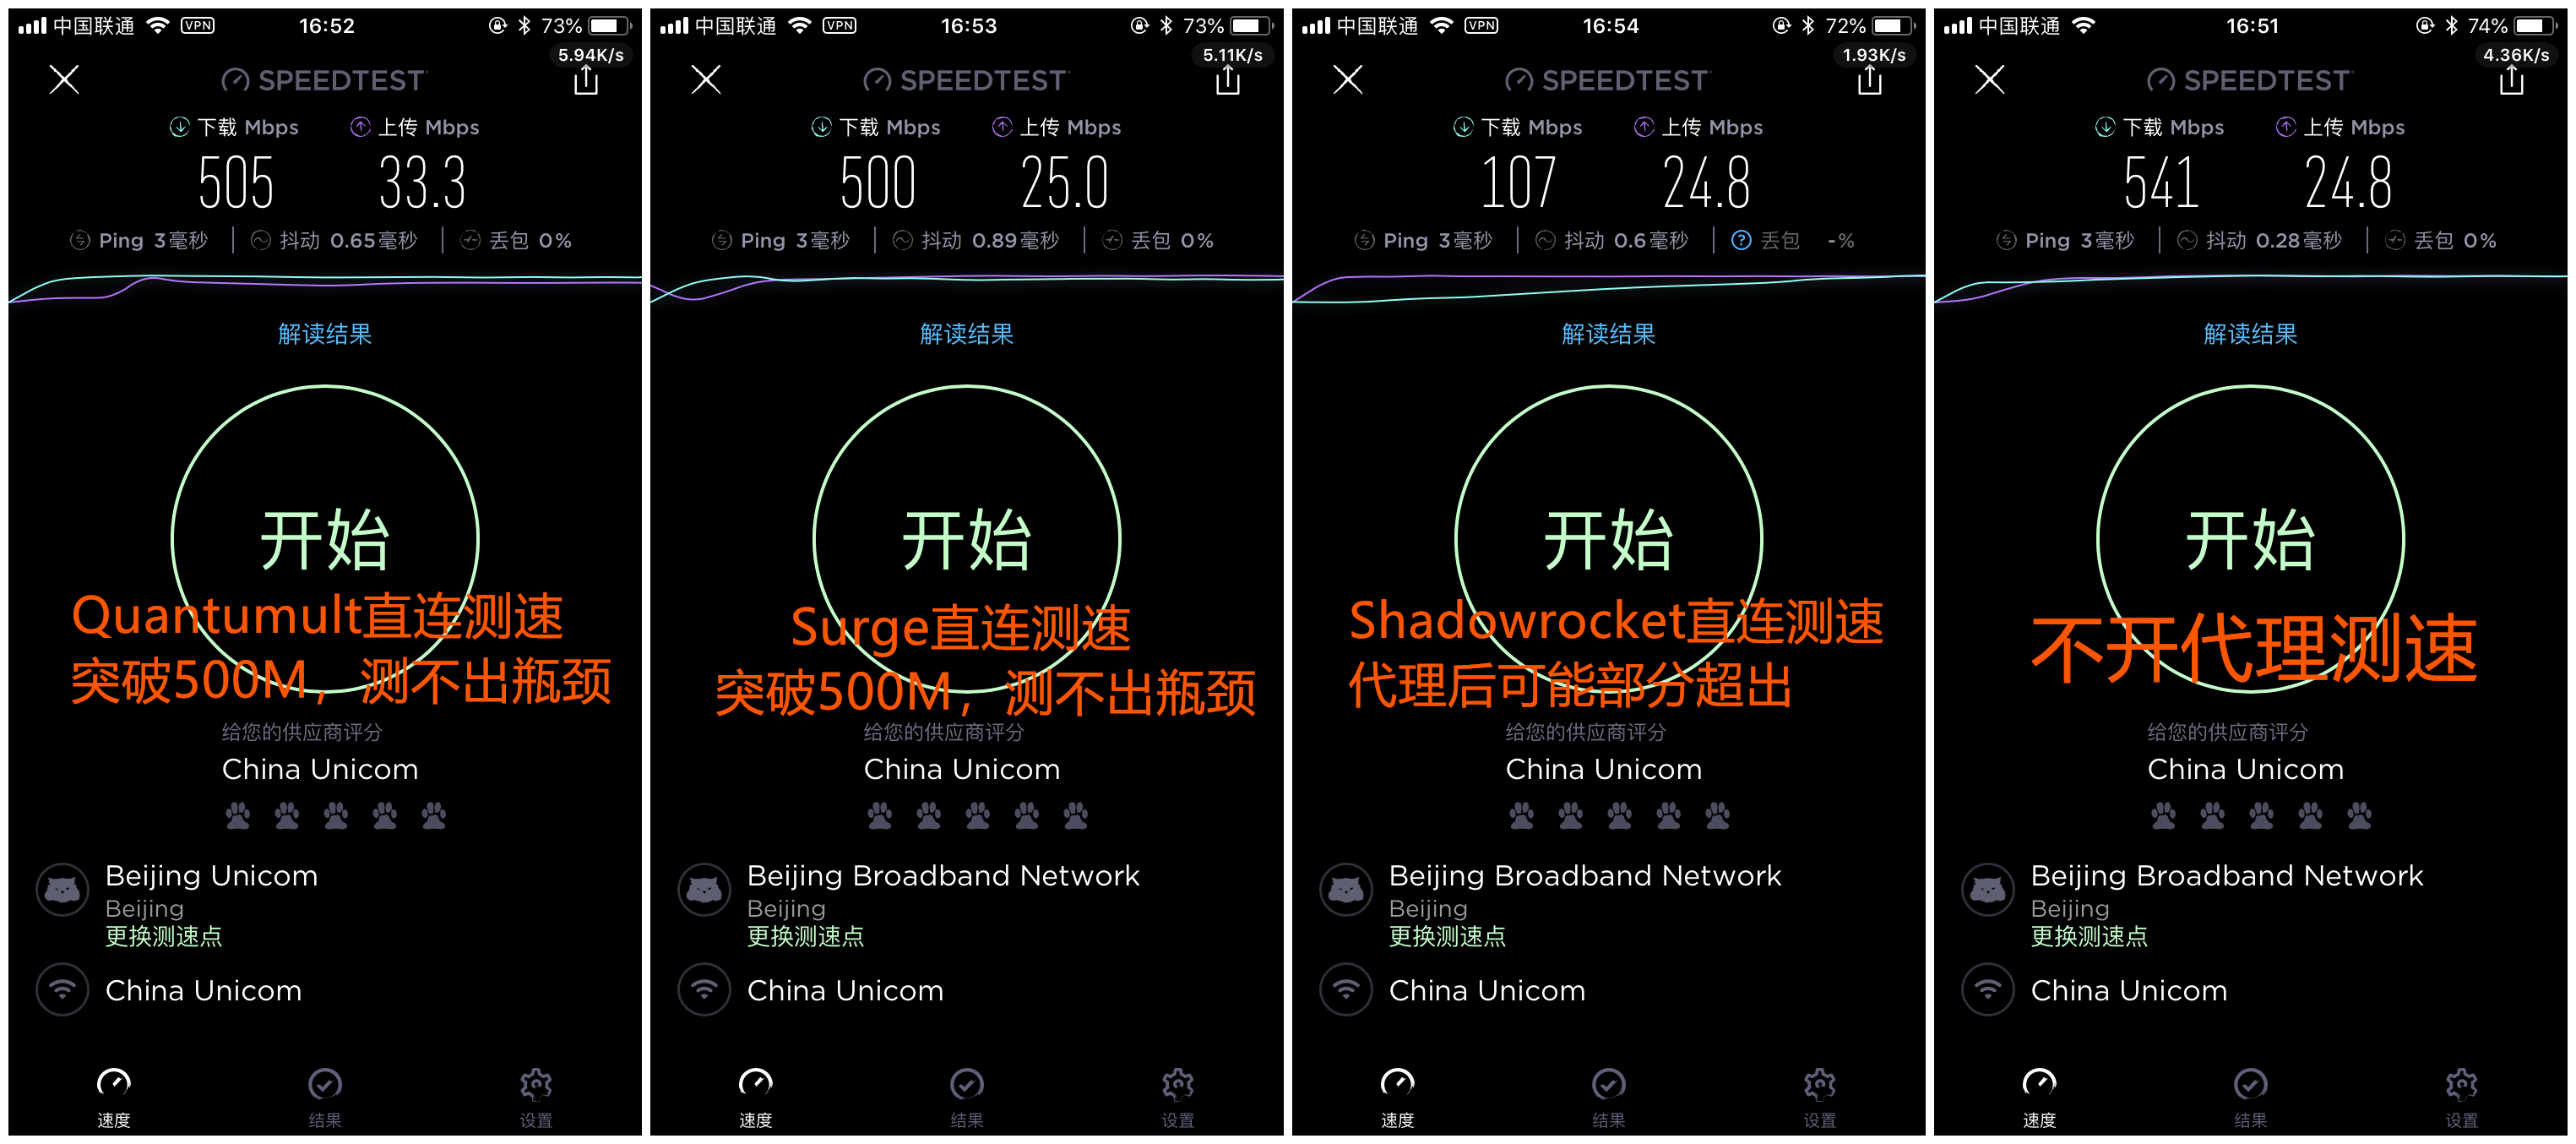 中国联通 VPN 16:52 73%
5.94K/s
SPEEDTEST
下载 Mbps 上传 Mbps
505 33.3
Ping 3毫秒 抖动 0.65毫秒 丢包 0%
解读结果
开始
Quantumult直连测速
突破500M，测不出瓶颈
给您的供应商评分
China Unicom
Beijing Unicom
Beijing
更换测速点
China Unicom
速度 结果 设置
中国联通 VPN 16:53 73%
5.11K/s
SPEEDTEST
下载 Mbps 上传 Mbps
500 25.0
Ping 3毫秒 抖动 0.89毫秒 丢包 0%
解读结果
开始
Surge直连测速
突破500M，测不出瓶颈
给您的供应商评分
China Unicom
Beijing Broadband Network
Beijing
更换测速点
China Unicom
速度 结果 设置
中国联通 VPN 16:54 72%
1.93K/s
SPEEDTEST
下载 Mbps 上传 Mbps
107 24.8
Ping 3毫秒 抖动 0.6毫秒 ? 丢包 -%
解读结果
开始
Shadowrocket直连测速
代理后可能部分超出
给您的供应商评分
China Unicom
Beijing Broadband Network
Beijing
更换测速点
China Unicom
速度 结果 设置
中国联通 16:51 74%
4.36K/s
SPEEDTEST
下载 Mbps 上传 Mbps
541 24.8
Ping 3毫秒 抖动 0.28毫秒 丢包 0%
解读结果
开始
不开代理测速
给您的供应商评分
China Unicom
Beijing Broadband Network
Beijing
更换测速点
China Unicom
速度 结果 设置